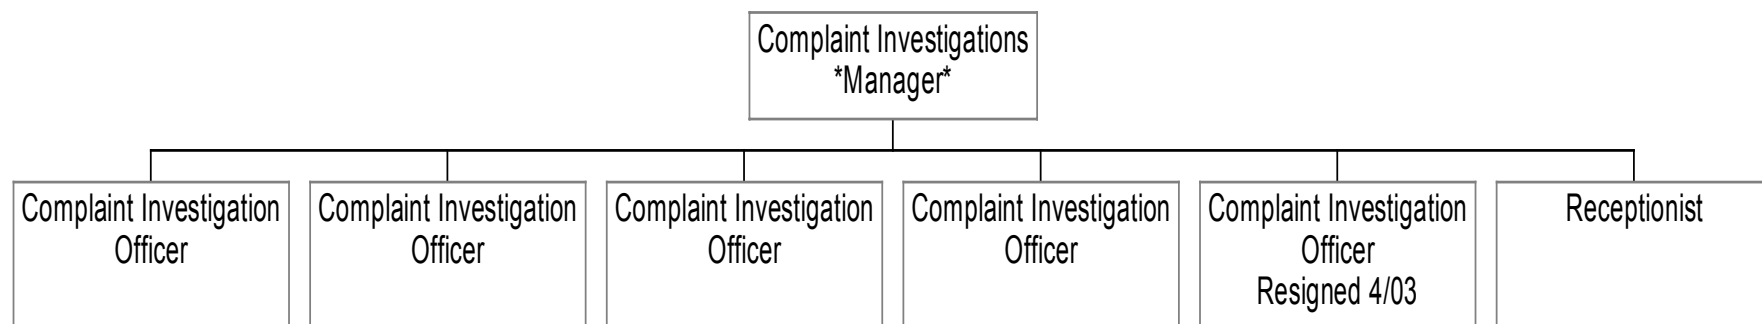 Complaint Investigations
*Manager*
Complaint Investigation
Officer
Complaint Investigation
Officer
Complaint Investigation
Officer
Complaint Investigation
Officer
Complaint Investigation
Officer
Resigned 4/03
Receptionist